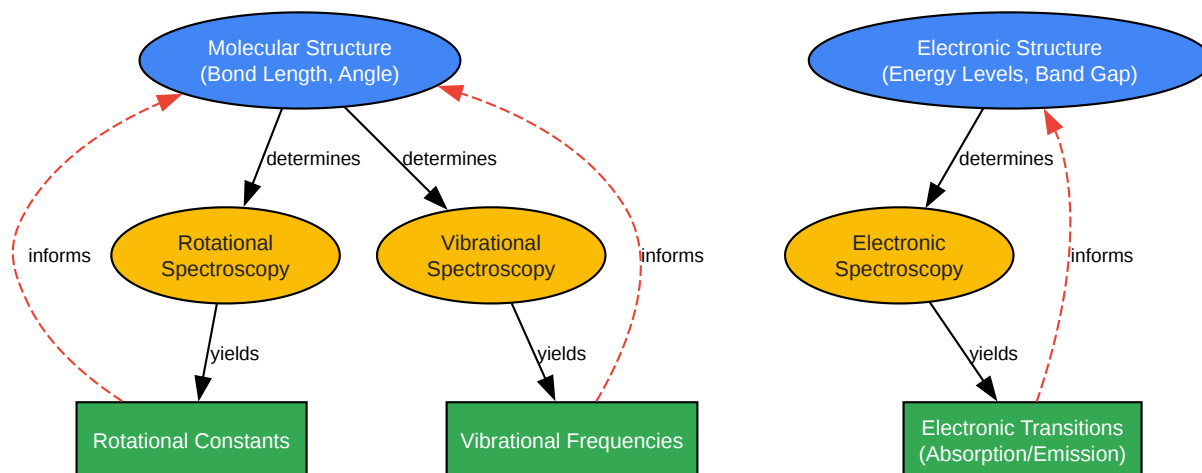 Molecular Structure
(Bond Length, Angle)
Electronic Structure
(Energy Levels, Band Gap)
determines
determines
determines
Rotational
Spectroscopy
Vibrational
Spectroscopy
Electronic
Spectroscopy
informs
informs
informs
yields
yields
yields
Rotational Constants
Vibrational Frequencies
Electronic Transitions
(Absorption/Emission)